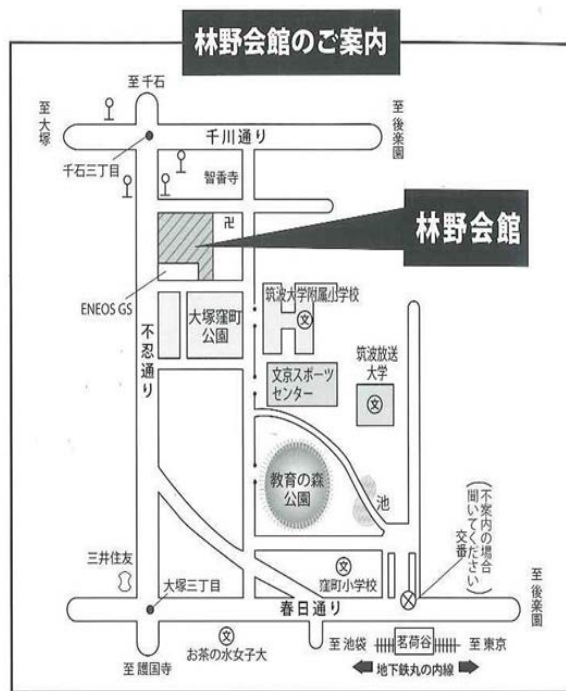 林野会館のご案内
至 千石
至 大塚
至 後楽園
千川通り
千石三丁目
智香寺
卍
林野会館
ENEOS GS
筑波大学附属小学校
文
大塚窪町
公園
不忍通り
筑波放送
大学
文
文京スポーツ
センター
教育の森
公園
池
(不案内の場合
聞いてください)
交番
三井住友
文
窪町小学校
大塚三丁目
春日通り
至 後楽園
文
お茶の水女子大
至 池袋
茗荷谷
至 東京
至 護国寺
地下鉄丸の内線